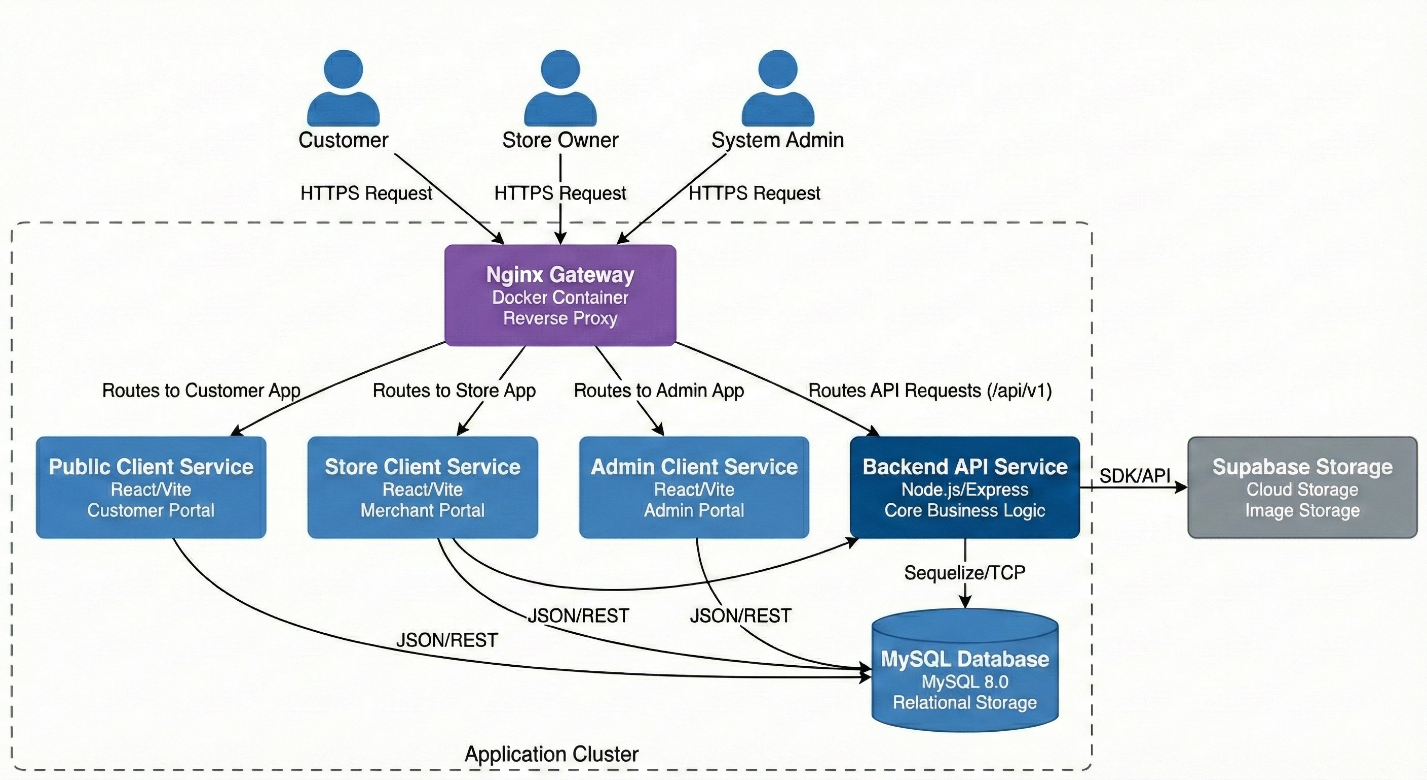 Customer
Store Owner
System Admin
HTTPS Request
HTTPS Request
HTTPS Request
Nginx Gateway
Docker Container
Reverse Proxy
Routes to Customer App
Routes to Store App
Routes to Admin App
Routes API Requests (/api/v1)
Public Client Service
React/Vite
Customer Portal
Store Client Service
React/Vite
Merchant Portal
Admin Client Service
React/Vite
Admin Portal
Backend API Service
Node.js/Express
Core Business Logic
SDK/API
Supabase Storage
Cloud Storage
Image Storage
Sequelize/TCP
JSON/REST
JSON/REST
JSON/REST
MySQL Database
MySQL 8.0
Relational Storage
Application Cluster